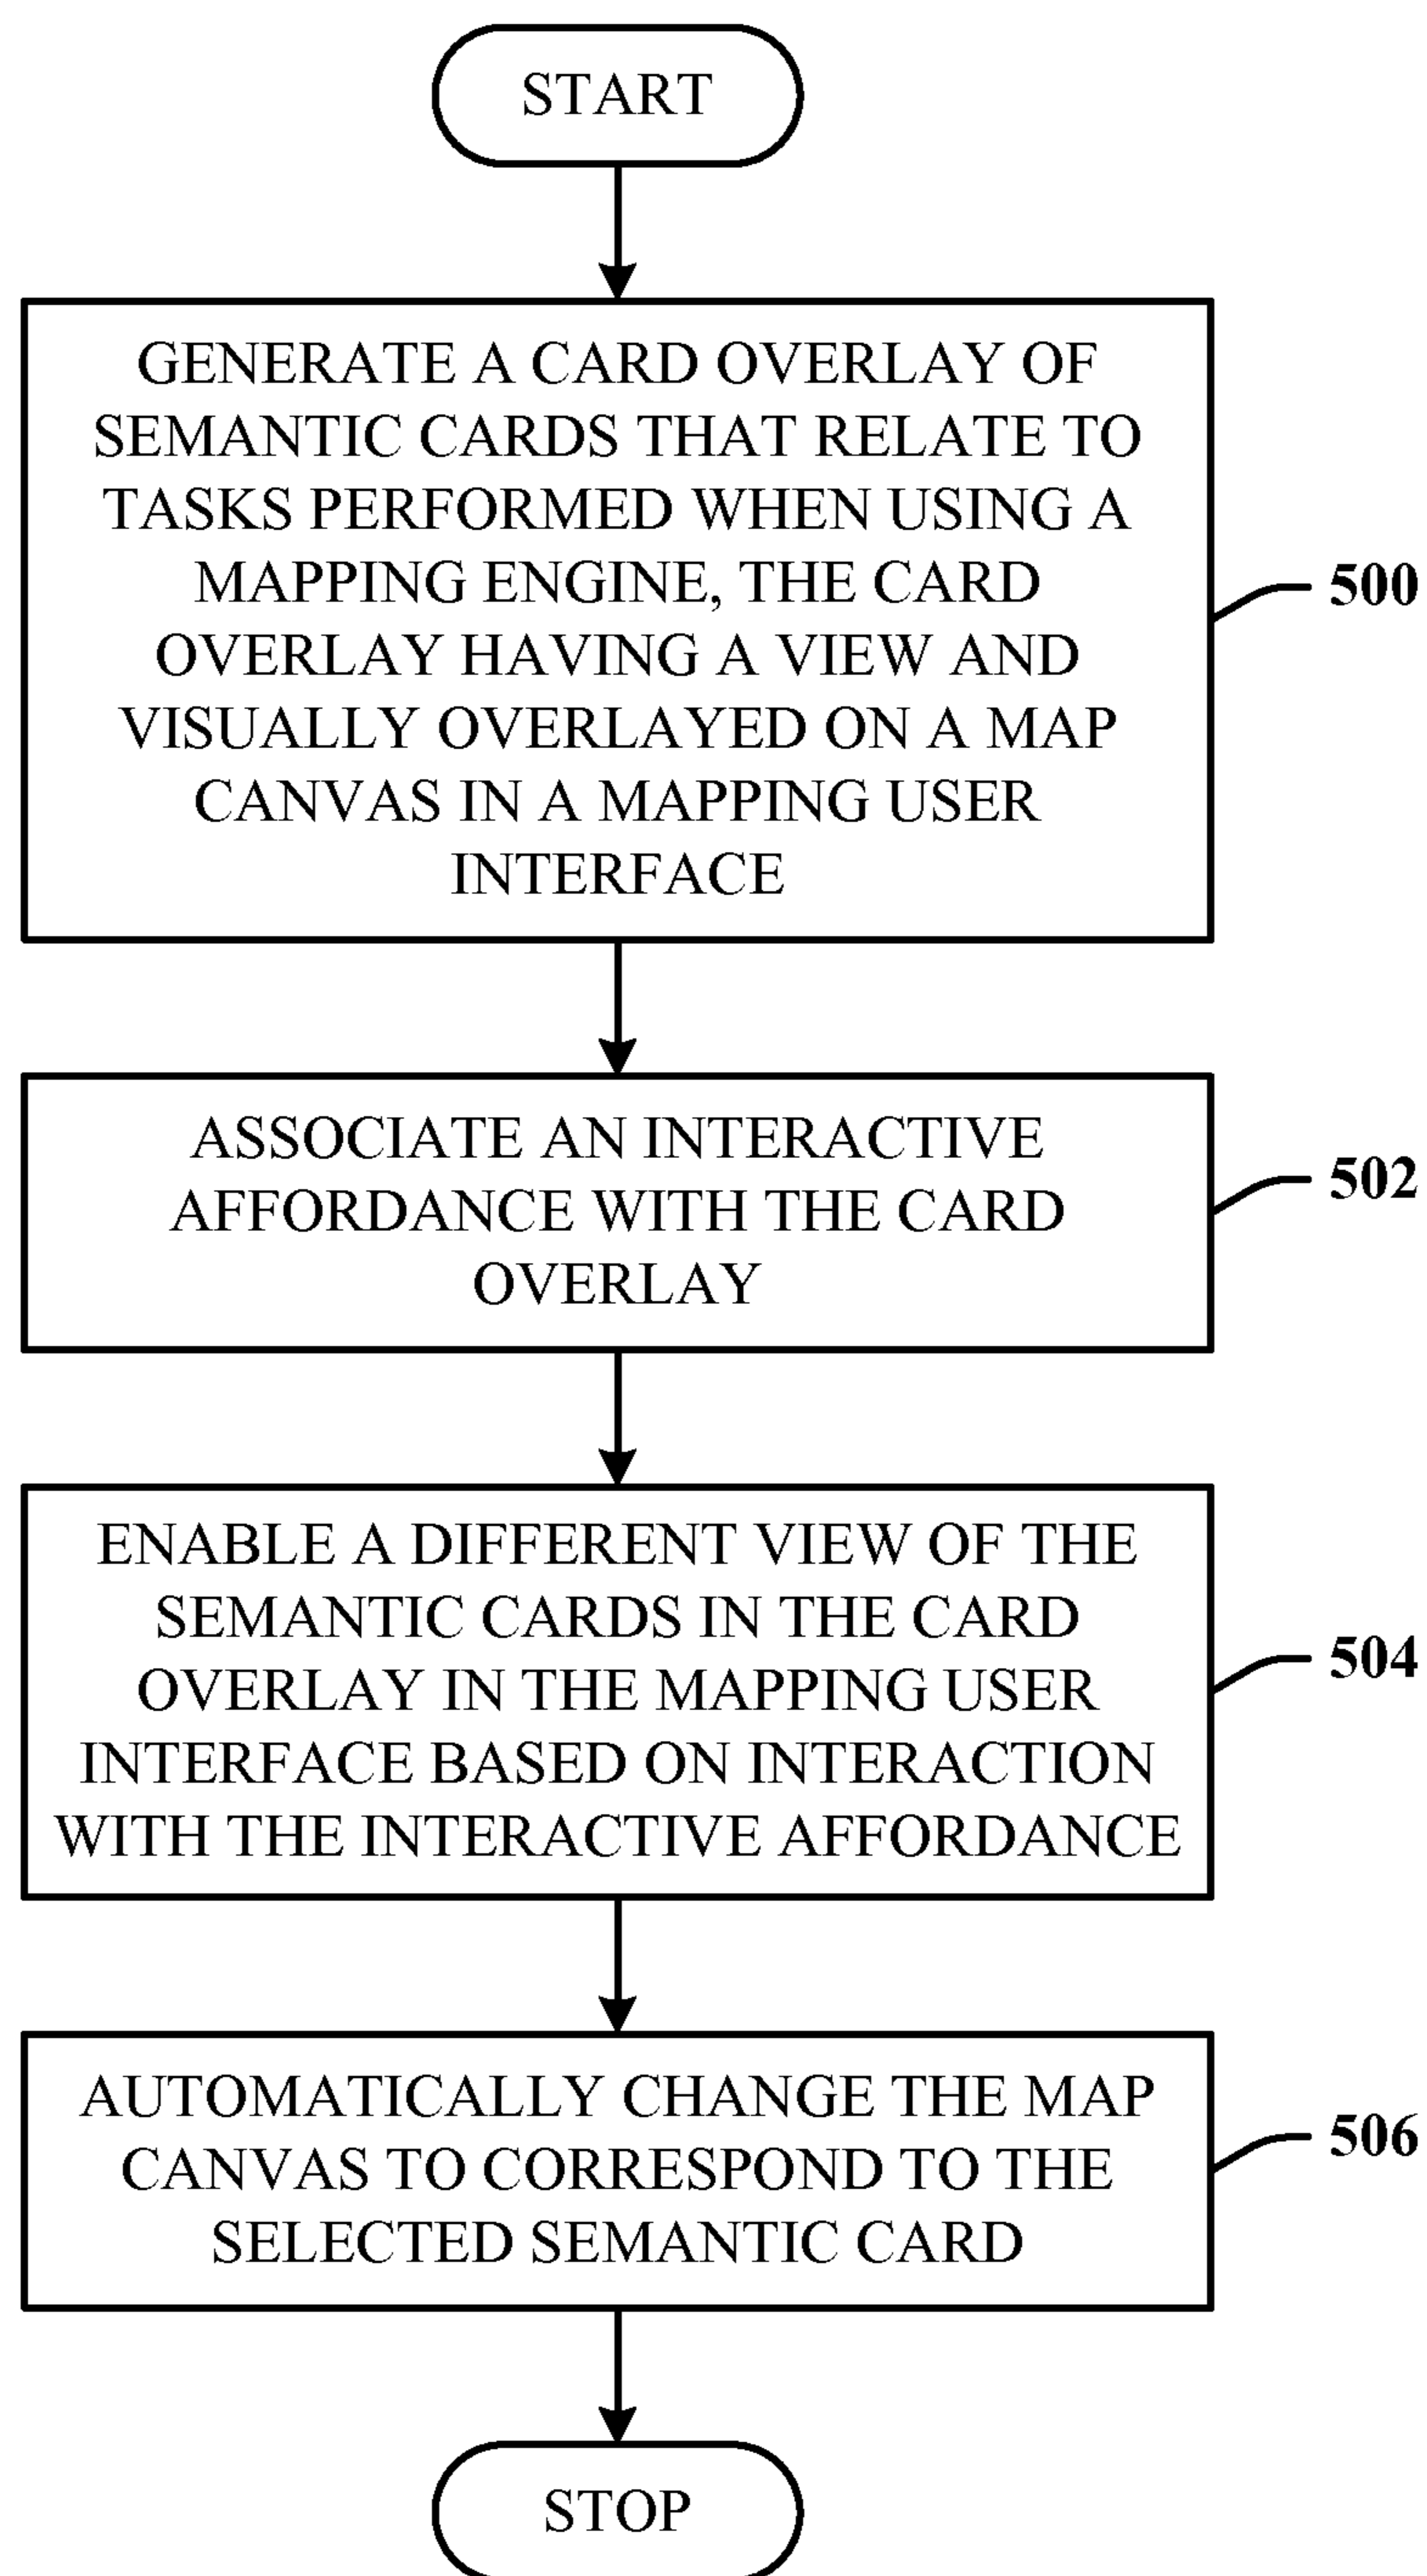 START
GENERATE A CARD OVERLAY OF
SEMANTIC CARDS THAT RELATE TO
TASKS PERFORMED WHEN USING A
MAPPING ENGINE, THE CARD
OVERLAY HAVING A VIEW AND
VISUALLY OVERLAYED ON A MAP
CANVAS IN A MAPPING USER
INTERFACE
500
ASSOCIATE AN INTERACTIVE
AFFORDANCE WITH THE CARD
OVERLAY
502
ENABLE A DIFFERENT VIEW OF THE
SEMANTIC CARDS IN THE CARD
OVERLAY IN THE MAPPING USER
INTERFACE BASED ON INTERACTION
WITH THE INTERACTIVE AFFORDANCE
504
AUTOMATICALLY CHANGE THE MAP
CANVAS TO CORRESPOND TO THE
SELECTED SEMANTIC CARD
506
STOP